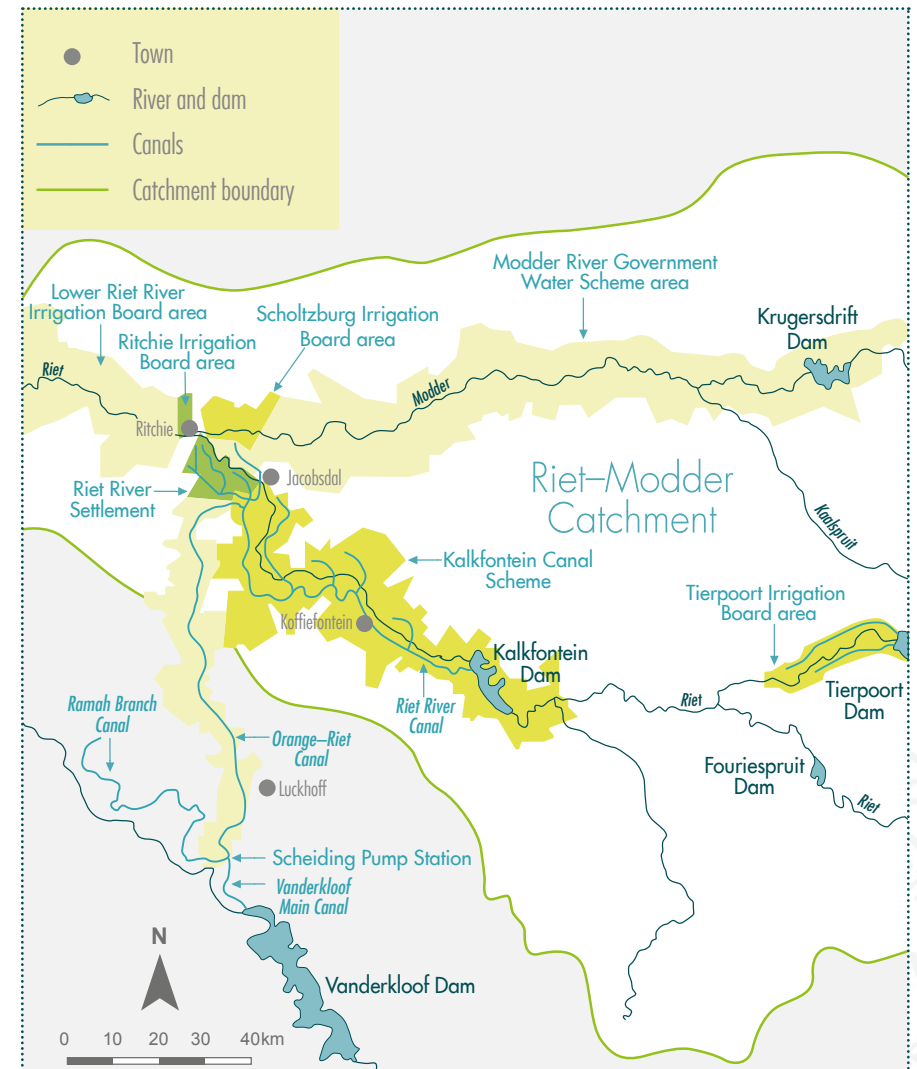 Town
River and dam
Canals
Catchment boundary
Modder River Government
Water Scheme area
Lower Riet River
Irrigation Board area
Scholtzburg Irrigation
Board area
Krugersdrift
Dam
Ritchie Irrigation
Board area
Riet
Modder
Ritchie
Jacobsdal
Riet River
Settlement
Riet–Modder
Catchment
Kaalspruit
Kalkfontein Canal
Scheme
Tierpoort Irrigation
Board area
Koffiefontein
Kalkfontein
Dam
Riet
Tierpoort
Dam
Ramah Branch
Canal
Riet River
Canal
Orange–Riet
Canal
Fouriespruit
Dam
Luckhoff
Riet
Scheiding Pump Station
Vanderkloof
Main Canal
N
Vanderkloof Dam
0 10 20 30 40km